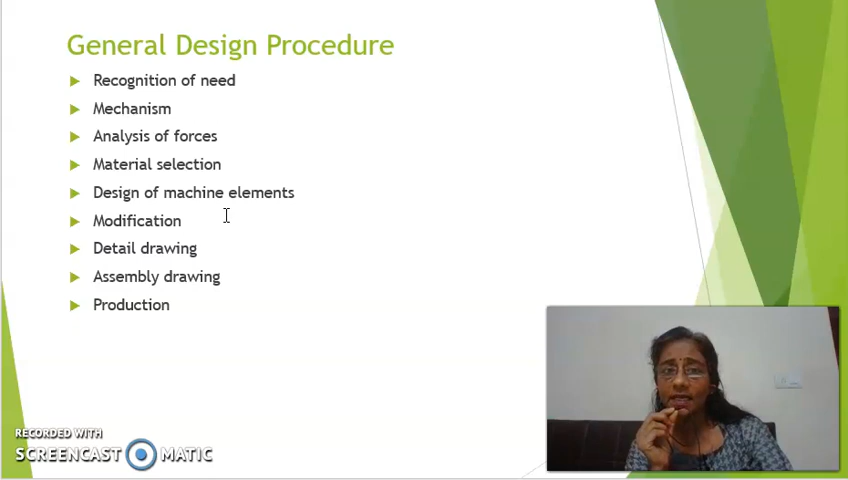 General Design Procedure
Recognition of need
Mechanism
Analysis of forces
Material selection
Design of machine elements
Modification
Detail drawing
Assembly drawing
Production
RECORDED WITH
SCREENCAST MATIC